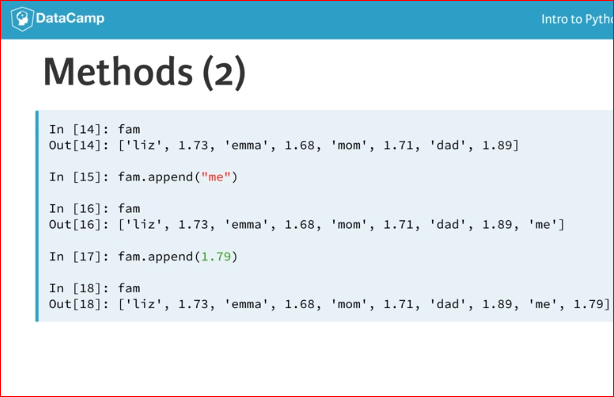 DataCamp
Intro to Pytho
Methods (2)
In [14]: fam
Out[14]: ['liz', 1.73, 'emma', 1.68, 'mom', 1.71, 'dad', 1.89]
In [15]: fam.append("me")
In [16]: fam
Out[16]: ['liz', 1.73, 'emma', 1.68, 'mom', 1.71, 'dad', 1.89, 'me']
In [17]: fam.append(1.79)
In [18]: fam
Out[18]: ['liz', 1.73, 'emma', 1.68, 'mom', 1.71, 'dad', 1.89, 'me', 1.79]